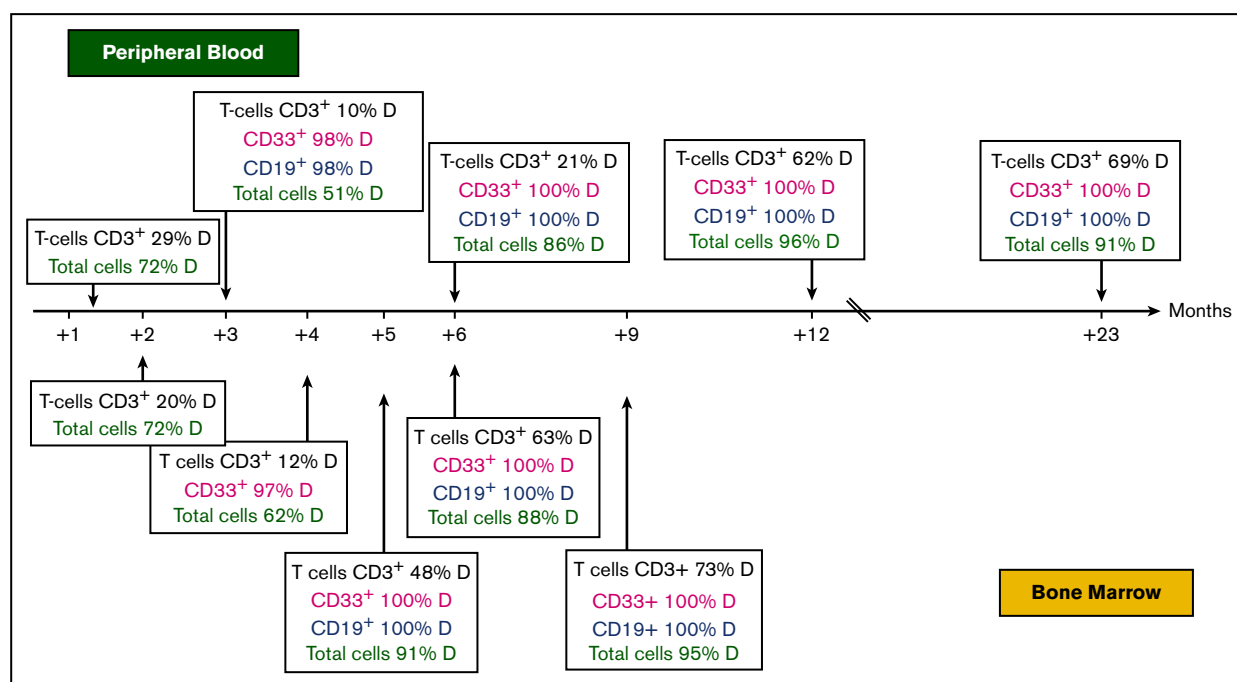 Peripheral Blood
T-cells CD3⁺ 29% D
Total cells 72% D
T-cells CD3⁺ 10% D
CD33⁺ 98% D
CD19⁺ 98% D
Total cells 51% D
T-cells CD3⁺ 21% D
CD33⁺ 100% D
CD19⁺ 100% D
Total cells 86% D
T-cells CD3⁺ 62% D
CD33⁺ 100% D
CD19⁺ 100% D
Total cells 96% D
T-cells CD3⁺ 69% D
CD33⁺ 100% D
CD19⁺ 100% D
Total cells 91% D
Months
+1 +2 +3 +4 +5 +6 +9 +12 +23
T-cells CD3⁺ 20% D
Total cells 72% D
T cells CD3⁺ 12% D
CD33⁺ 97% D
Total cells 62% D
T cells CD3⁺ 48% D
CD33⁺ 100% D
CD19⁺ 100% D
Total cells 91% D
T cells CD3⁺ 63% D
CD33⁺ 100% D
CD19⁺ 100% D
Total cells 88% D
T cells CD3+ 73% D
CD33+ 100% D
CD19+ 100% D
Total cells 95% D
Bone Marrow